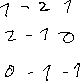 1 - 2 1
2 - 1 0
0 - 1 - 1